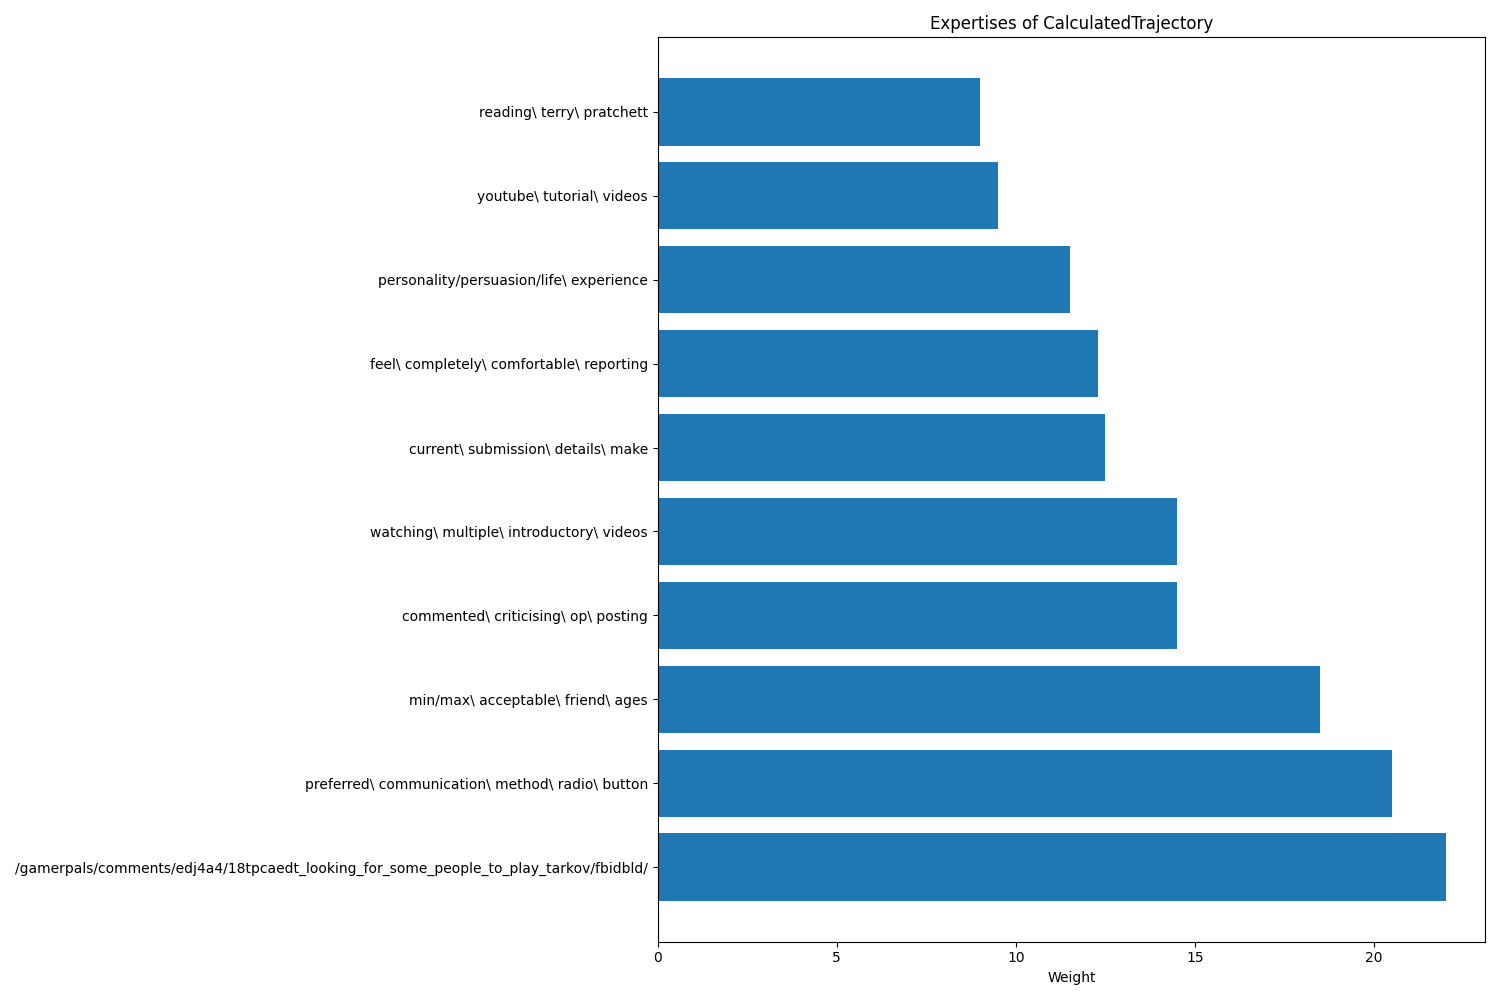 Expertises of CalculatedTrajectory
reading\ terry\ pratchett
youtube\ tutorial\ videos
personality/persuasion/life\ experience
feel\ completely\ comfortable\ reporting
current\ submission\ details\ make
watching\ multiple\ introductory\ videos
commented\ criticising\ op\ posting
min/max\ acceptable\ friend\ ages
preferred\ communication\ method\ radio\ button
/gamerpals/comments/edj4a4/18tpcaedt_looking_for_some_people_to_play_tarkov/fbidbld/
0 5 10 15 20
Weight